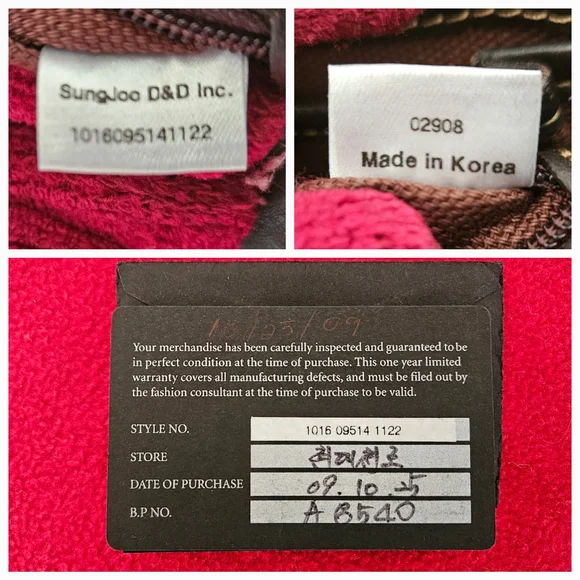 SungJoo D&D Inc.
1016095141122
02908
Made in Korea
Your merchandise has been carefully inspected and guaranteed to be
in perfect condition at the time of purchase. This one year limited
warranty covers all manufacturing defects, and must be filed out by
the fashion consultant at the time of purchase to be valid.
STYLE NO. 1016 09514 1122
STORE
DATE OF PURCHASE 09.10.25
B.P NO. A 8540